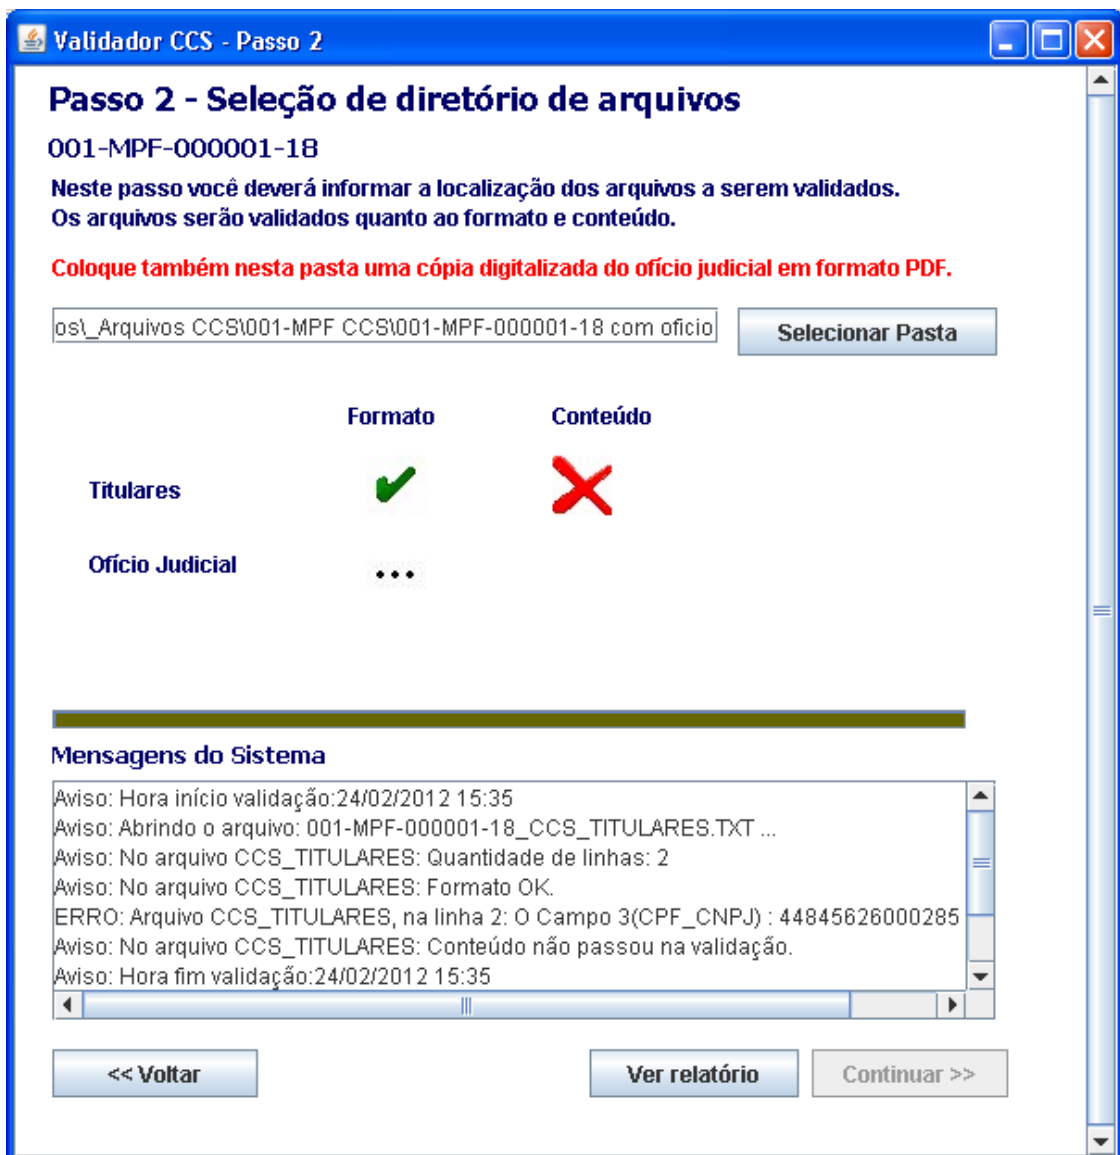 Validador CCS - Passo 2
Passo 2 - Seleção de diretório de arquivos
001-MPF-000001-18
Neste passo você deverá informar a localização dos arquivos a serem validados.
Os arquivos serão validados quanto ao formato e conteúdo.
Coloque também nesta pasta uma cópia digitalizada do ofício judicial em formato PDF.
os\_Arquivos CCS\001-MPF CCS\001-MPF-000001-18 com oficio
Selecionar Pasta
Formato Conteúdo
Titulares
Ofício Judicial
...
Mensagens do Sistema
Aviso: Hora início validação:24/02/2012 15:35
Aviso: Abrindo o arquivo: 001-MPF-000001-18_CCS_TITULARES.TXT ...
Aviso: No arquivo CCS_TITULARES: Quantidade de linhas: 2
Aviso: No arquivo CCS_TITULARES: Formato OK.
ERRO: Arquivo CCS_TITULARES, na linha 2: O Campo 3(CPF_CNPJ) : 44845626000285
Aviso: No arquivo CCS_TITULARES: Conteúdo não passou na validação.
Aviso: Hora fim validação:24/02/2012 15:35
<< Voltar
Ver relatório
Continuar >>